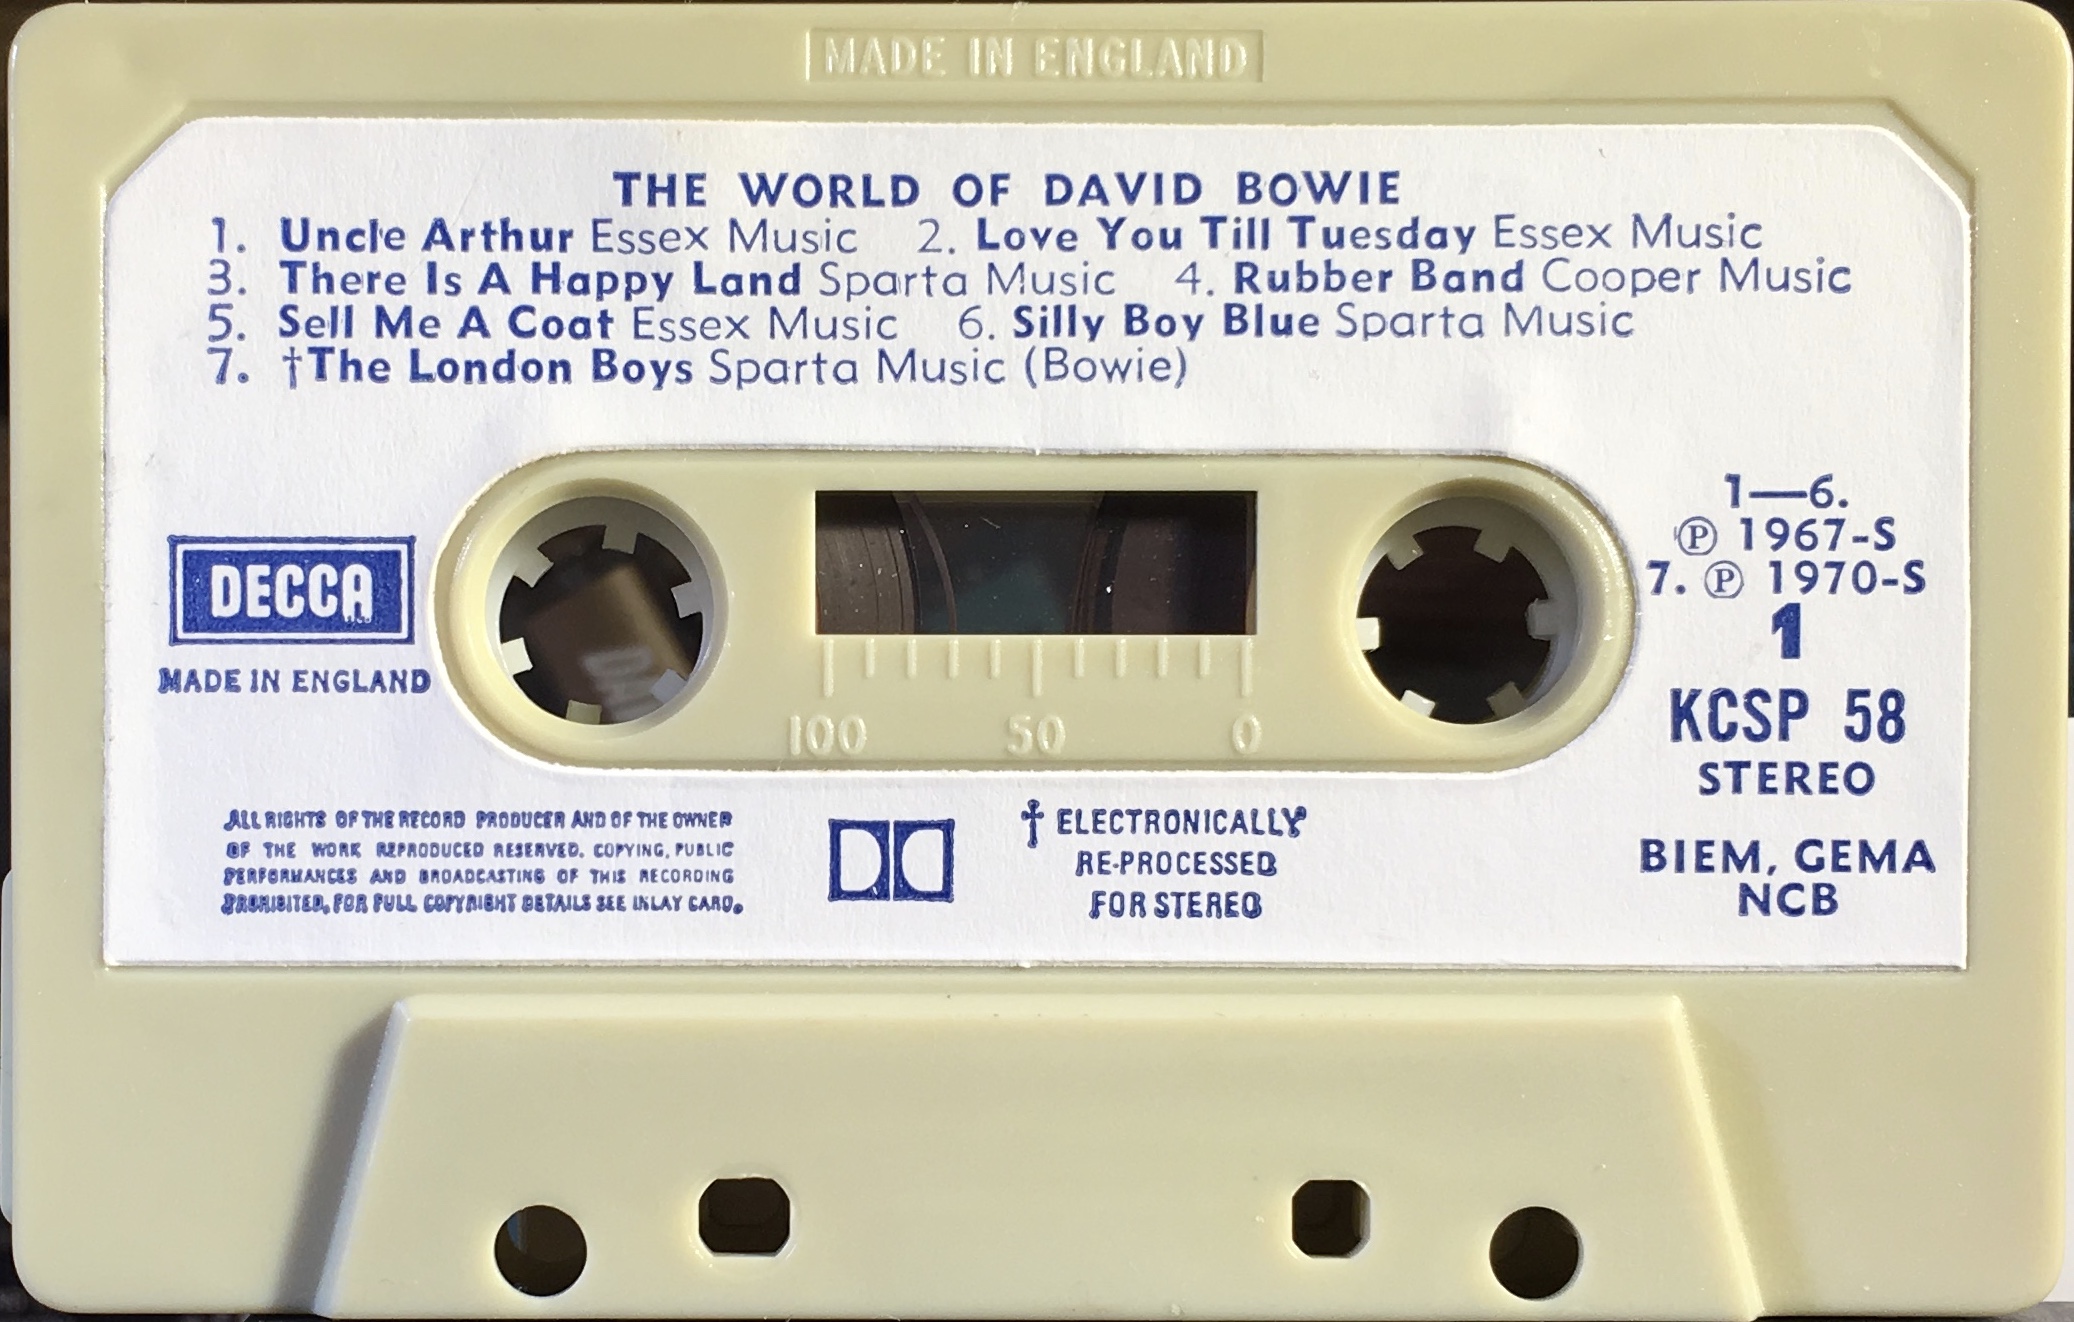 MADE IN ENGLAND
THE WORLD OF DAVID BOWIE
1. Uncle Arthur Essex Music 2. Love You Till Tuesday Essex Music
3. There Is A Happy Land Sparta Music 4. Rubber Band Cooper Music
5. Sell Me A Coat Essex Music 6. Silly Boy Blue Sparta Music
7. †The London Boys Sparta Music (Bowie)
DECCA
MADE IN ENGLAND
100 50 0
1—6.
Ⓟ 1967-S
7. Ⓟ 1970-S
1
KCSP 58
STEREO
BIEM, GEMA
NCB
ALL RIGHTS OF THE RECORD PRODUCER AND OF THE OWNER
OF THE WORK REPRODUCED RESERVED. COPYING, PUBLIC
PERFORMANCES AND BROADCASTING OF THIS RECORDING
PROHIBITED, FOR FULL COPYRIGHT DETAILS SEE INLAY CARD.
† ELECTRONICALLY
RE-PROCESSED
FOR STEREO